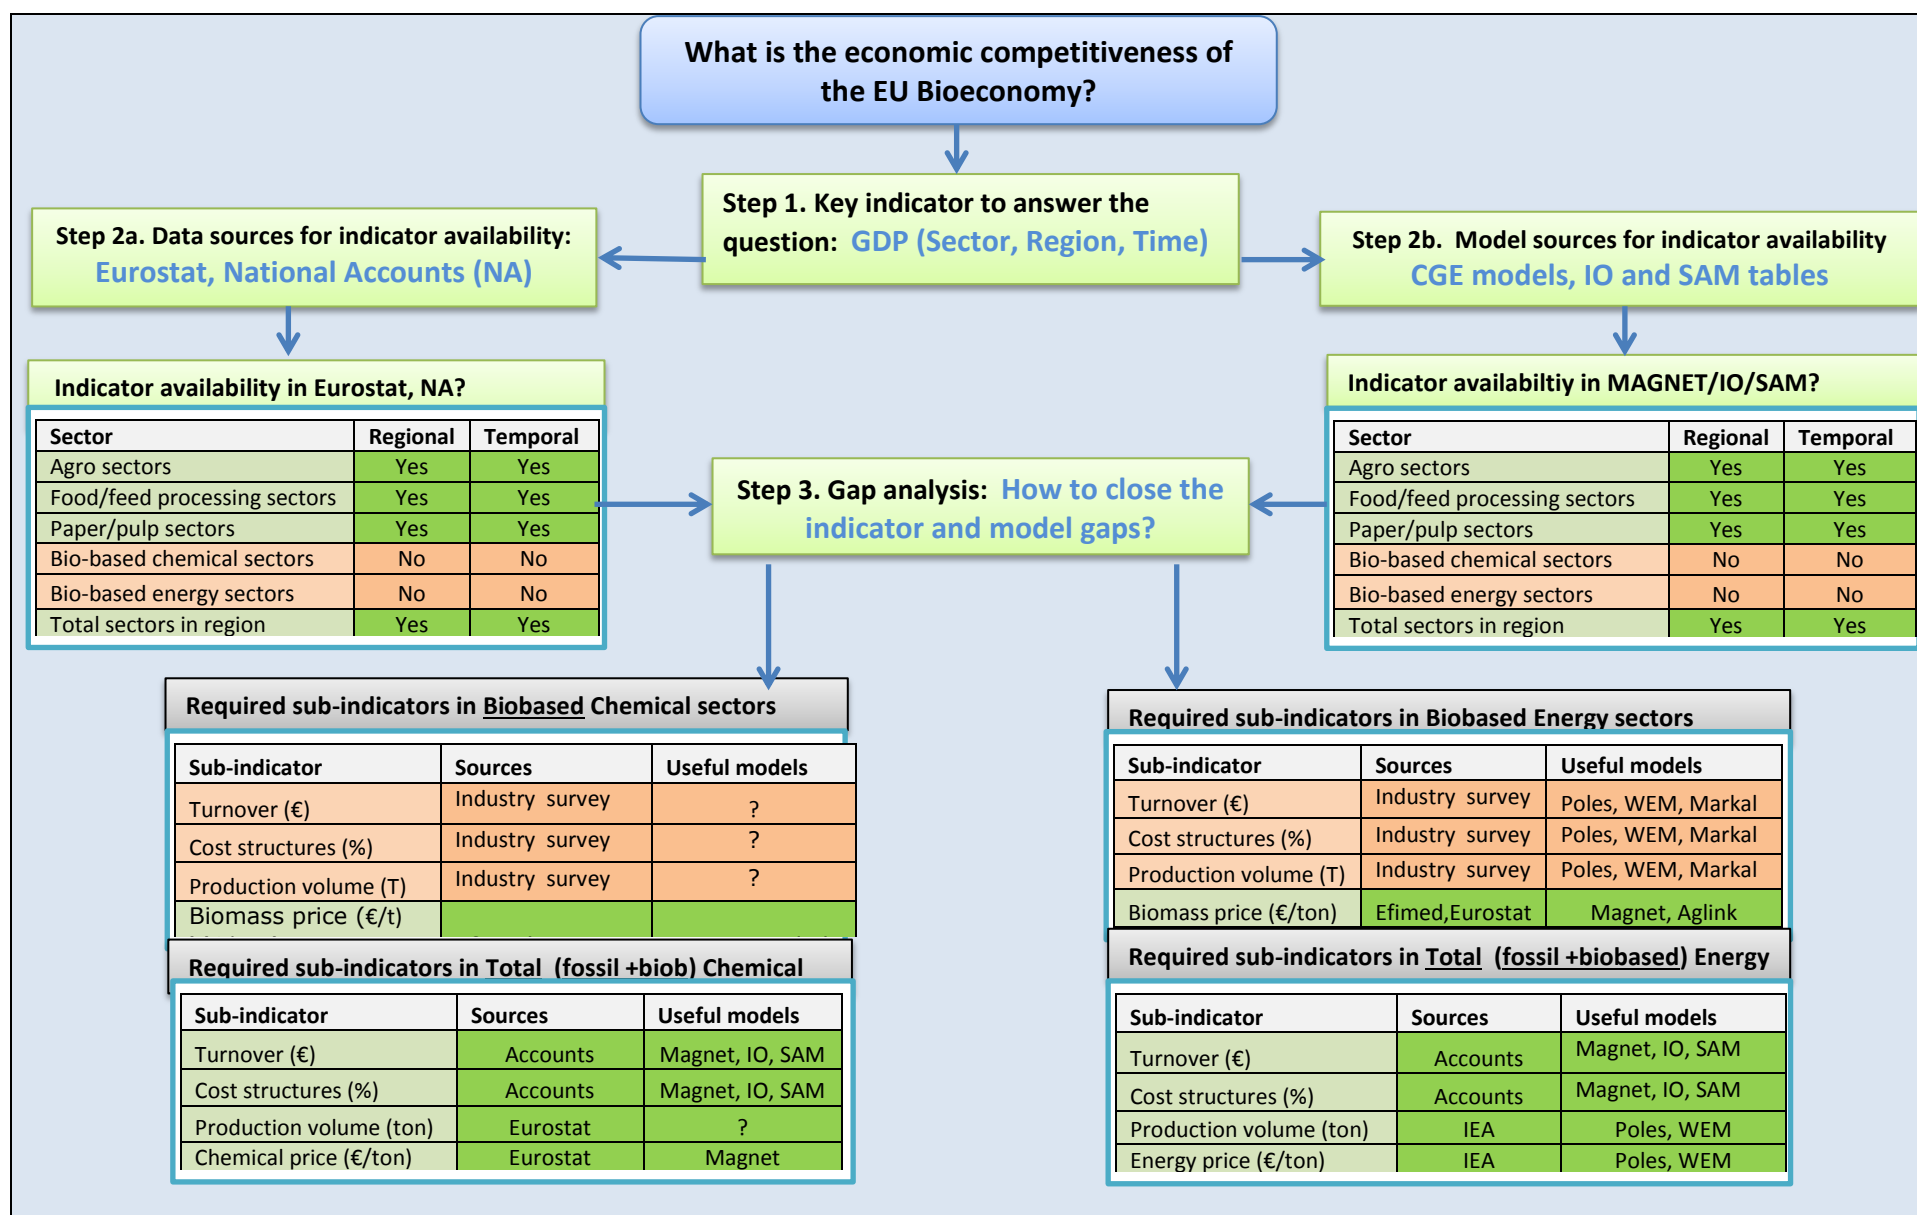 What is the economic competitiveness of
the EU Bioeconomy?
Step 1. Key indicator to answer the
question: GDP (Sector, Region, Time)
Step 2a. Data sources for indicator availability:
Eurostat, National Accounts (NA)
Step 2b. Model sources for indicator availability
CGE models, IO and SAM tables
Indicator availability in Eurostat, NA?
Sector Regional Temporal
Agro sectors Yes Yes
Food/feed processing sectors Yes Yes
Paper/pulp sectors Yes Yes
Bio-based chemical sectors No No
Bio-based energy sectors No No
Total sectors in region Yes Yes
Indicator availabiltiy in MAGNET/IO/SAM?
Sector Regional Temporal
Agro sectors Yes Yes
Food/feed processing sectors Yes Yes
Paper/pulp sectors Yes Yes
Bio-based chemical sectors No No
Bio-based energy sectors No No
Total sectors in region Yes Yes
Step 3. Gap analysis: How to close the
indicator and model gaps?
Required sub-indicators in Biobased Chemical sectors
Sub-indicator Sources Useful models
Turnover (€) Industry survey ?
Cost structures (%) Industry survey ?
Production volume (T) Industry survey ?
Biomass price (€/t)
Required sub-indicators in Total (fossil +biob) Chemical
Sub-indicator Sources Useful models
Turnover (€) Accounts Magnet, IO, SAM
Cost structures (%) Accounts Magnet, IO, SAM
Production volume (ton) Eurostat ?
Chemical price (€/ton) Eurostat Magnet
Required sub-indicators in Biobased Energy sectors
Sub-indicator Sources Useful models
Turnover (€) Industry survey Poles, WEM, Markal
Cost structures (%) Industry survey Poles, WEM, Markal
Production volume (T) Industry survey Poles, WEM, Markal
Biomass price (€/ton) Efimed,Eurostat Magnet, Aglink
Required sub-indicators in Total (fossil +biobased) Energy
Sub-indicator Sources Useful models
Turnover (€) Accounts Magnet, IO, SAM
Cost structures (%) Accounts Magnet, IO, SAM
Production volume (ton) IEA Poles, WEM
Energy price (€/ton) IEA Poles, WEM